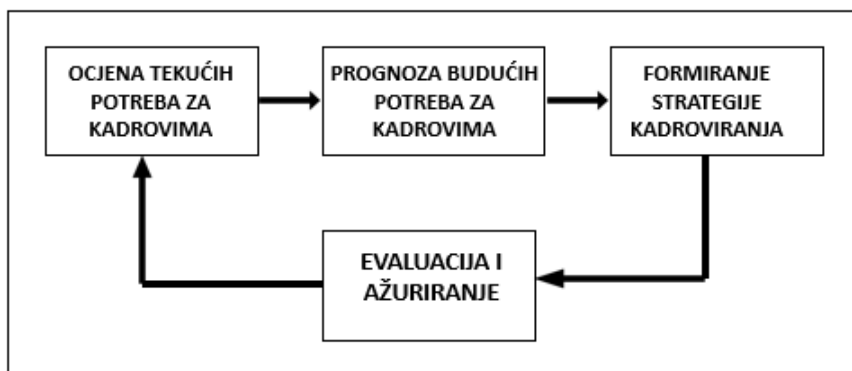 OCJENA TEKUĆIH
POTREBA ZA
KADROVIMA
PROGNOZA BUDUĆIH
POTREBA ZA
KADROVIMA
FORMIRANJE
STRATEGIJE
KADROVIRANJA
EVALUACIJA I
AŽURIRANJE